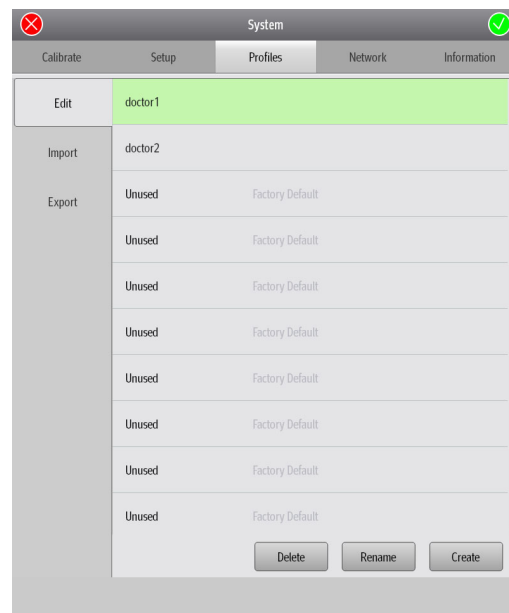 System
Calibrate Setup Profiles Network Information
Edit doctor1
Import doctor2
Export Unused Factory Default
Unused Factory Default
Unused Factory Default
Unused Factory Default
Unused Factory Default
Unused Factory Default
Unused Factory Default
Unused Factory Default
Delete Rename Create